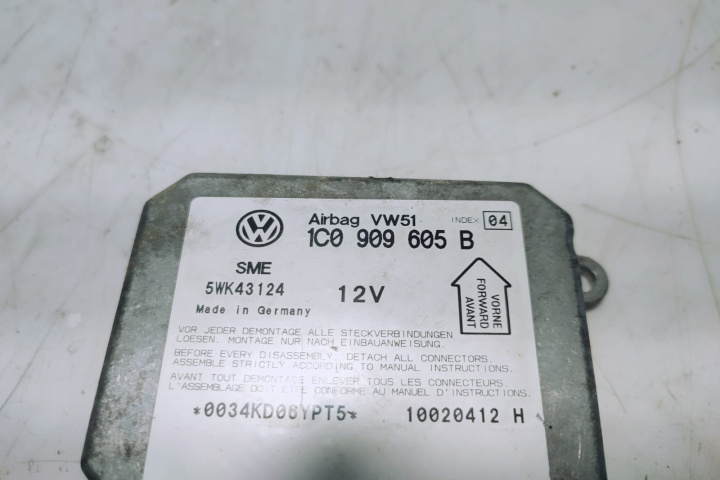 Airbag VW51 INDEX 04
1C0 909 605 B
SME
5WK43124 12V
Made in Germany
VORNE
FORWARD
AVANT
VOR JEDER DEMONTAGE ALLE STECKVERBINDUNGEN
LOESEN. MONTAGE NUR NACH EINBAUANWEISUNG.
BEFORE EVERY DISASSEMBLY, DETACH ALL CONNECTORS.
ASSEMBLE STRICTLY ACCORDING TO MANUAL INSTRUCTIONS.
AVANT TOUT DEMONTAGE ENLEVER TOUS LES CONNECTEURS.
L'ASSEMBLAGE DOIT ETRE CONFORME AU MANUEL D'INSTRUCTIONS.
*0034KD06YPT5* 10020412 H